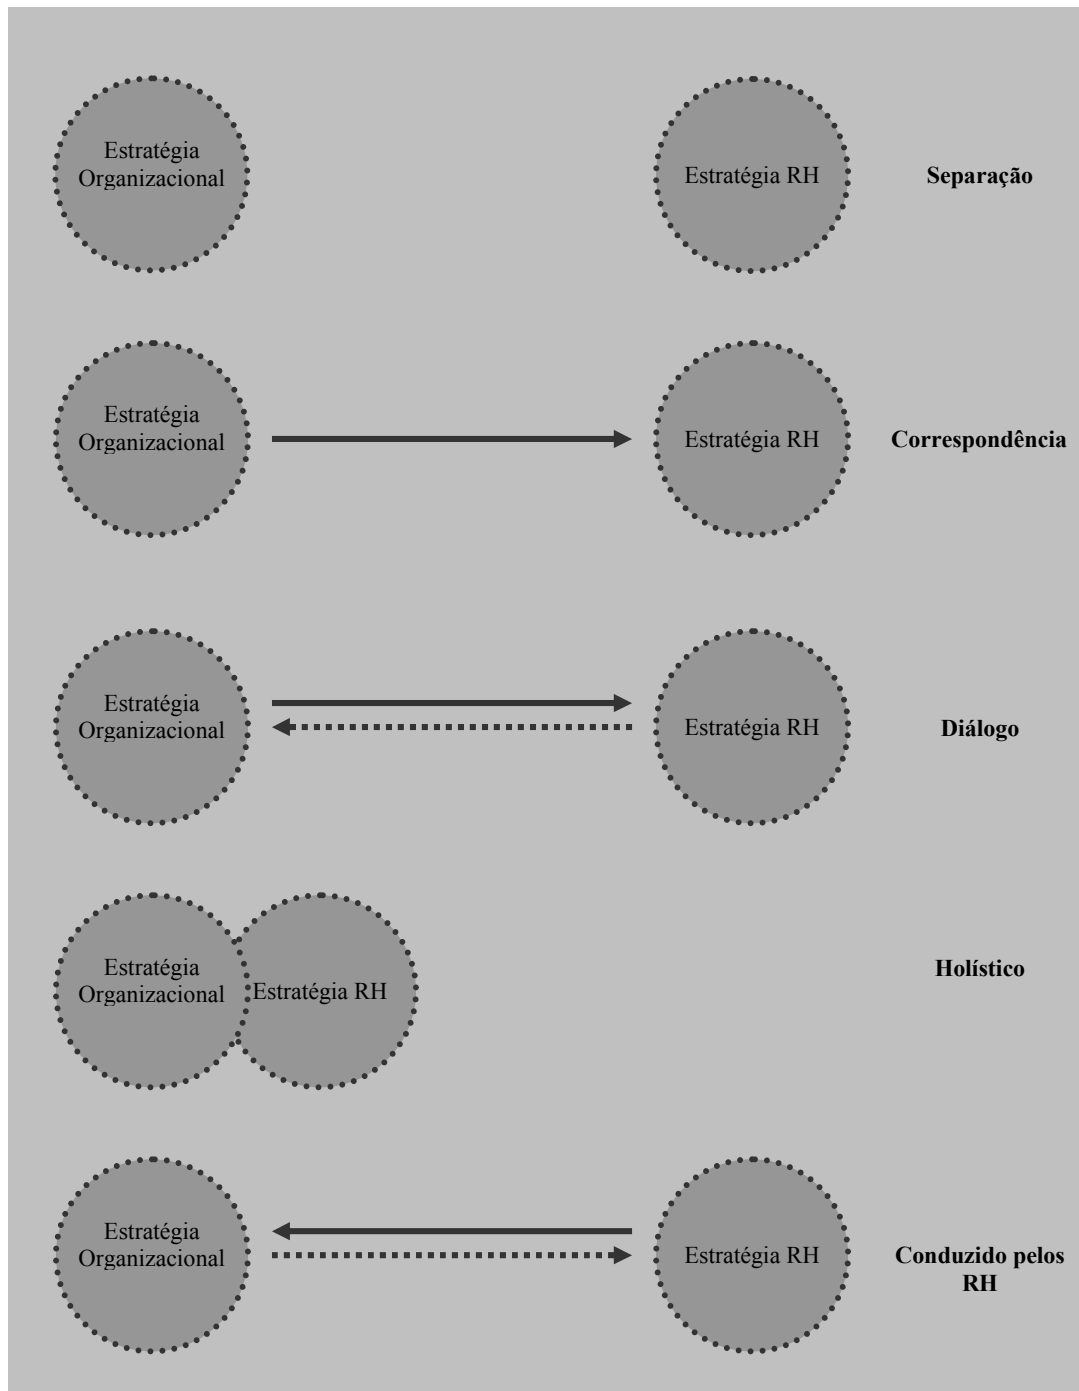 Estratégia
Organizacional
Estratégia RH
Separação
Estratégia
Organizacional
Estratégia RH
Correspondência
Estratégia
Organizacional
Estratégia RH
Diálogo
Estratégia
Organizacional
Estratégia RH
Holístico
Estratégia
Organizacional
Estratégia RH
Conduzido pelos
RH